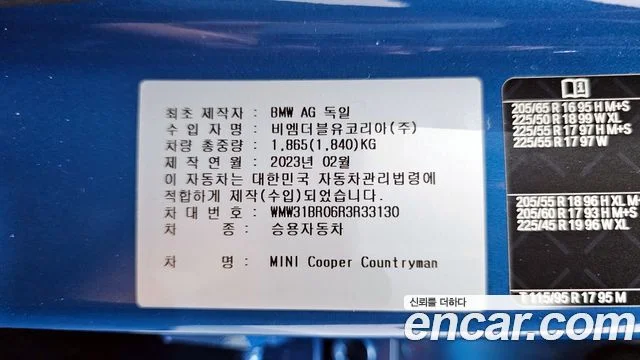 최초 제작자 : BMW AG 독일
수 입 자 명 : 비엠더블유코리아(주)
차량 총중량 : 1,865(1,840)KG
제 작 연 월 : 2023년 02월
이 자동차는 대한민국 자동차관리법령에
적합하게 제작(수입)되었습니다.
차 대 번 호 : WMW31BR06R3R33130
차 종 : 승용자동차
차 명 : MINI Cooper Countryman
1
205/65 R 16 95 H M+S
225/50 R 18 99 W XL
225/55 R 17 97 H M+S
225/55 R 17 97 W
205/55 R 18 96 H XL M+
205/60 R 17 93 H M+S
225/45 R 19 96 W XL
T 115/95 R 17 95 M
신뢰를 더하다
encar.com